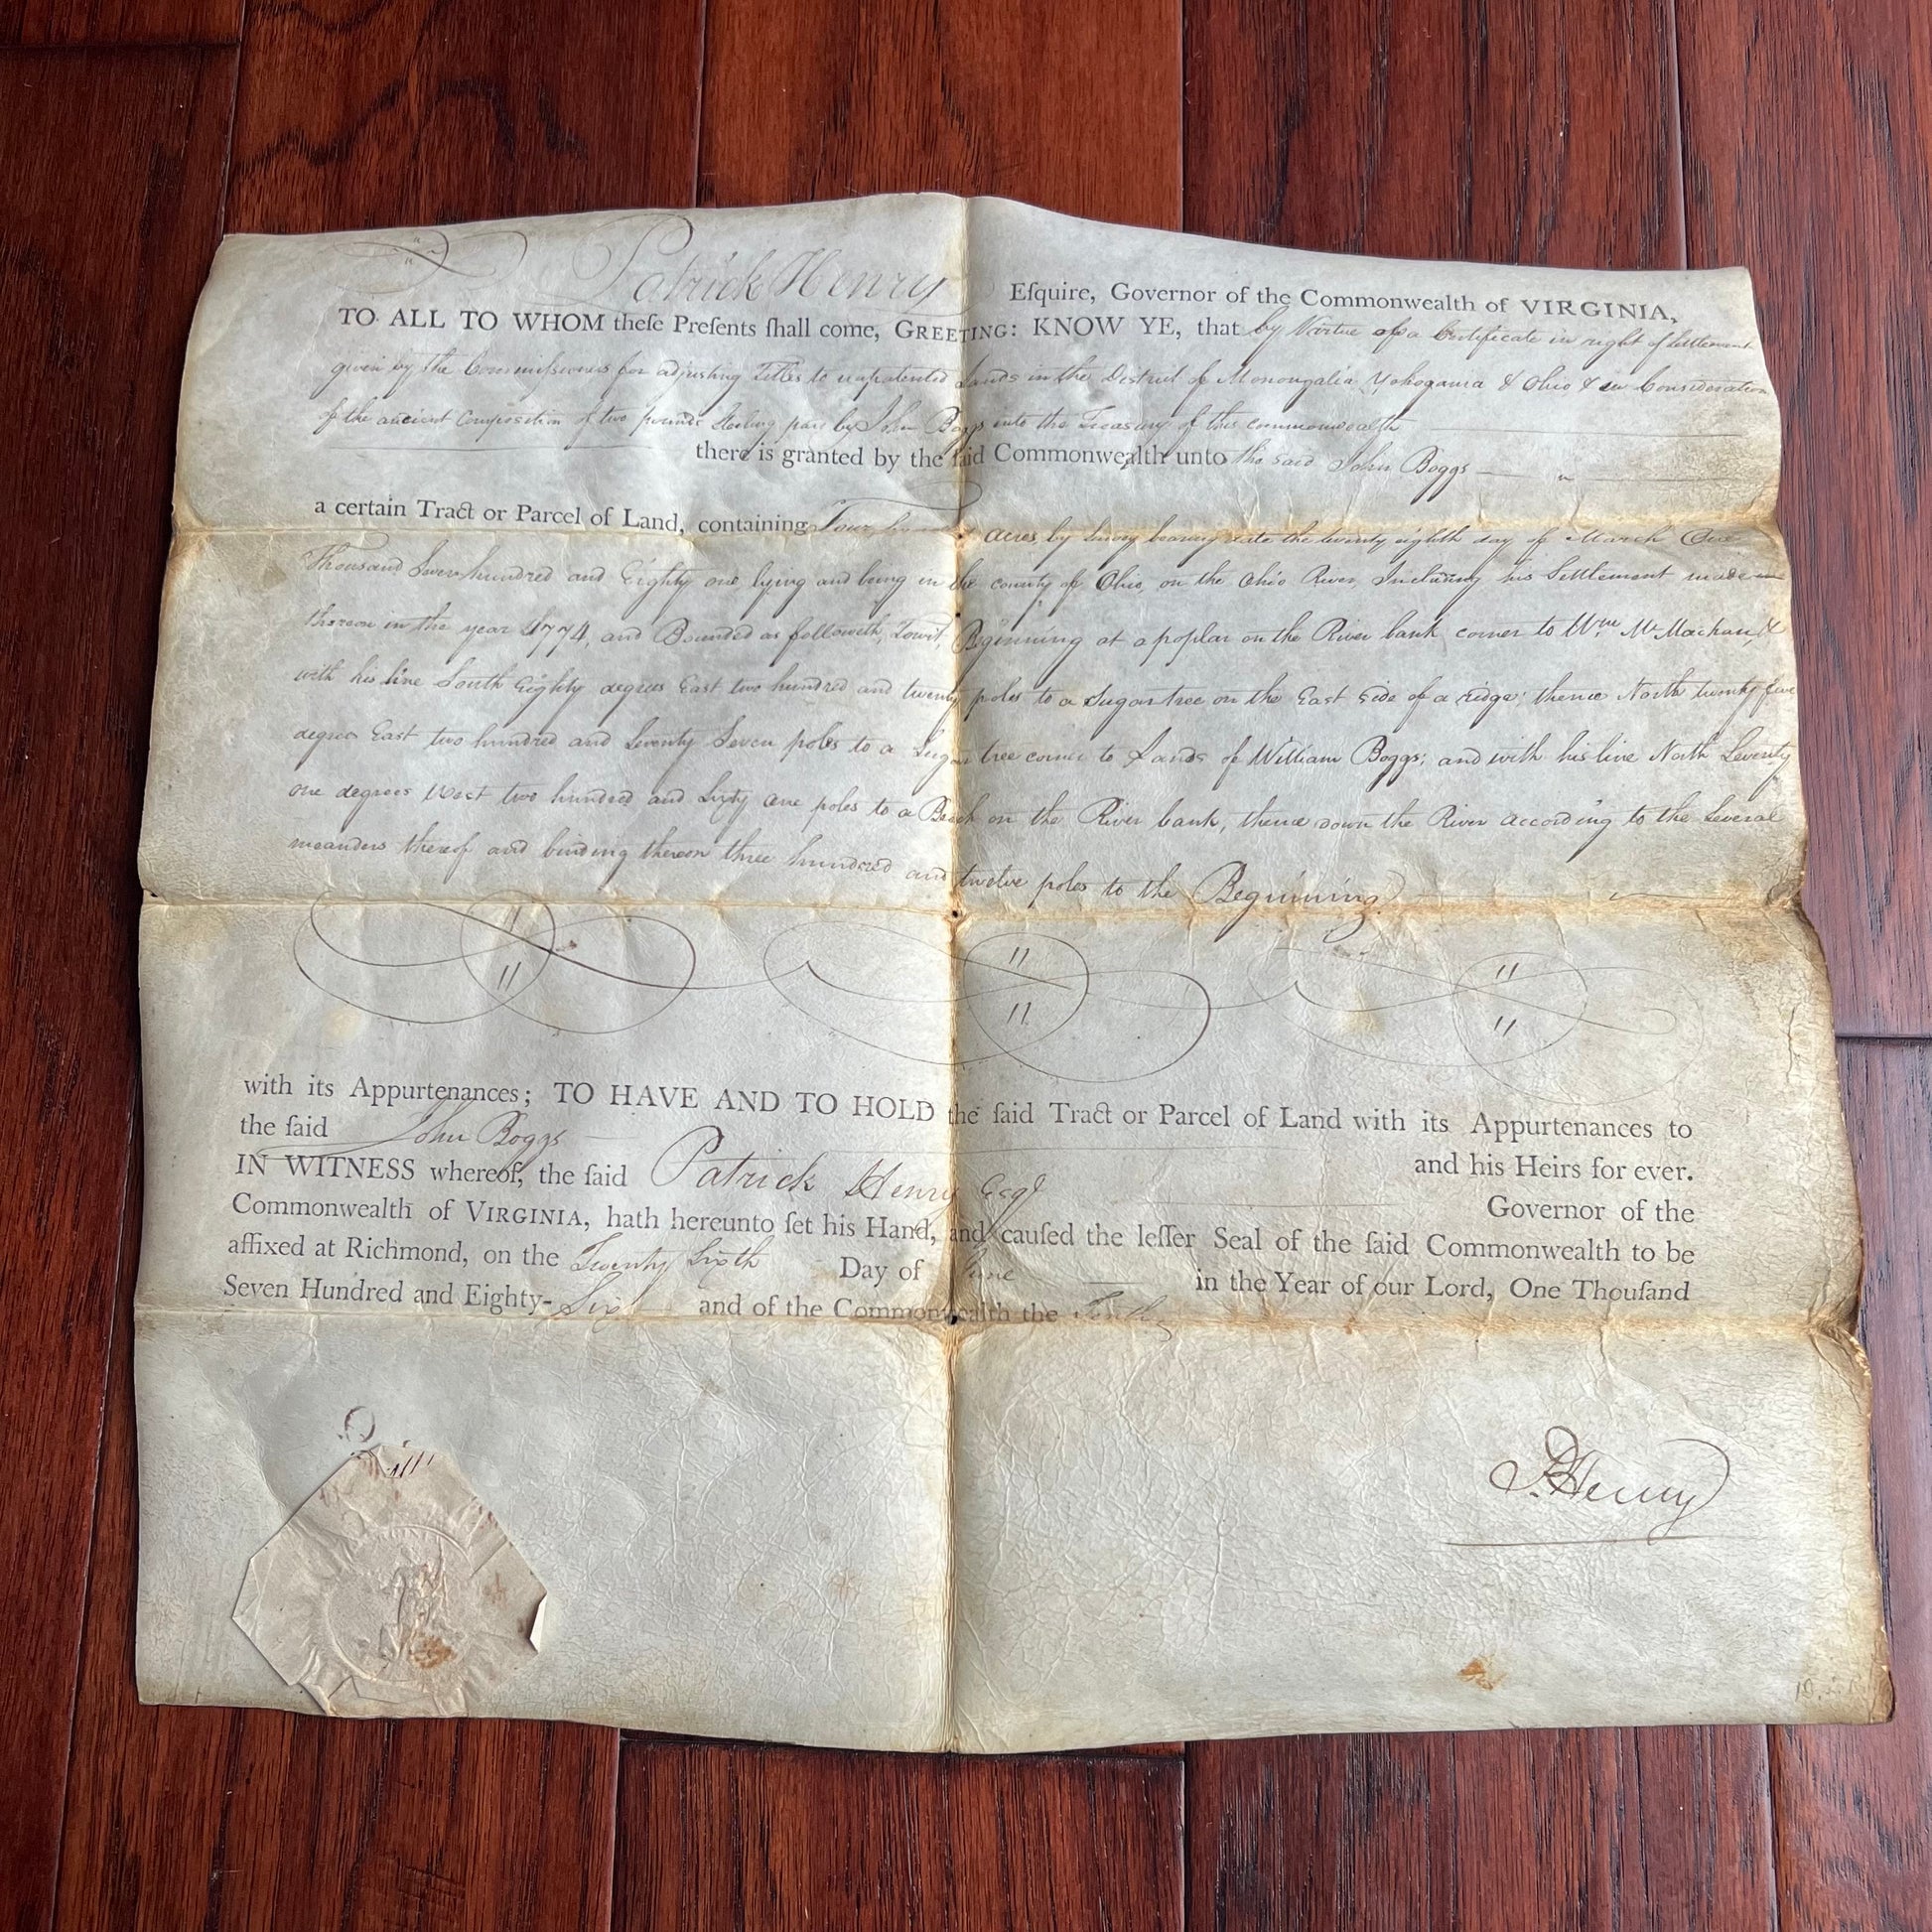 Patrick Henry Eſquire, Governor of the Commonwealth of VIRGINIA,
TO ALL TO WHOM theſe Preſents ſhall come, GREETING: KNOW YE, that by Virtue of a Certificate in right of Settlement
given by the Commiſsioners for adjusting Titles to unpatented Lands in the District of Monongalia Yohogania & Ohio & in Consideration
of the ancient Composition of two pounds Sterling paid by John Boggs into the Treasury of this commonwealth
there is granted by the ſaid Commonwealth unto the said John Boggs
a certain Tract or Parcel of Land, containing Four hundred acres, by Survey bearing date the twenty eighth day of March One
Thousand Seven hundred and Eighty one lying and being in the county of Ohio, on the Ohio River, Including his Settlement made
thereon in the year 1774, and Bounded as followeth, Towit, Beginning at a poplar on the River bank corner to Wm. McMachan, &
with his line South Eighty degrees East two hundred and twenty poles to a Sugartree on the East Side of a ridge; thence North twenty five
degrees East two hundred and Seventy Seven poles to a Sugar tree corner to Lands of William Boggs; and with his line North Seventy
one degrees West two hundred and Sixty one poles to a Beach on the River bank, thence down the River according to the Several
meanders thereof and binding thereon three hundred and twelve poles to the Beginning
with its Appurtenances; TO HAVE AND TO HOLD the ſaid Tract or Parcel of Land with its Appurtenances to
the ſaid John Boggs and his Heirs for ever.
IN WITNESS whereof, the ſaid Patrick Henry Esqr Governor of the
Commonwealth of VIRGINIA, hath hereunto ſet his Hand, and cauſed the leſſer Seal of the ſaid Commonwealth to be
affixed at Richmond, on the Twenty Sixth Day of June in the Year of our Lord, One Thouſand
Seven Hundred and Eighty-Six and of the Commonwealth the Tenth
P. Henry